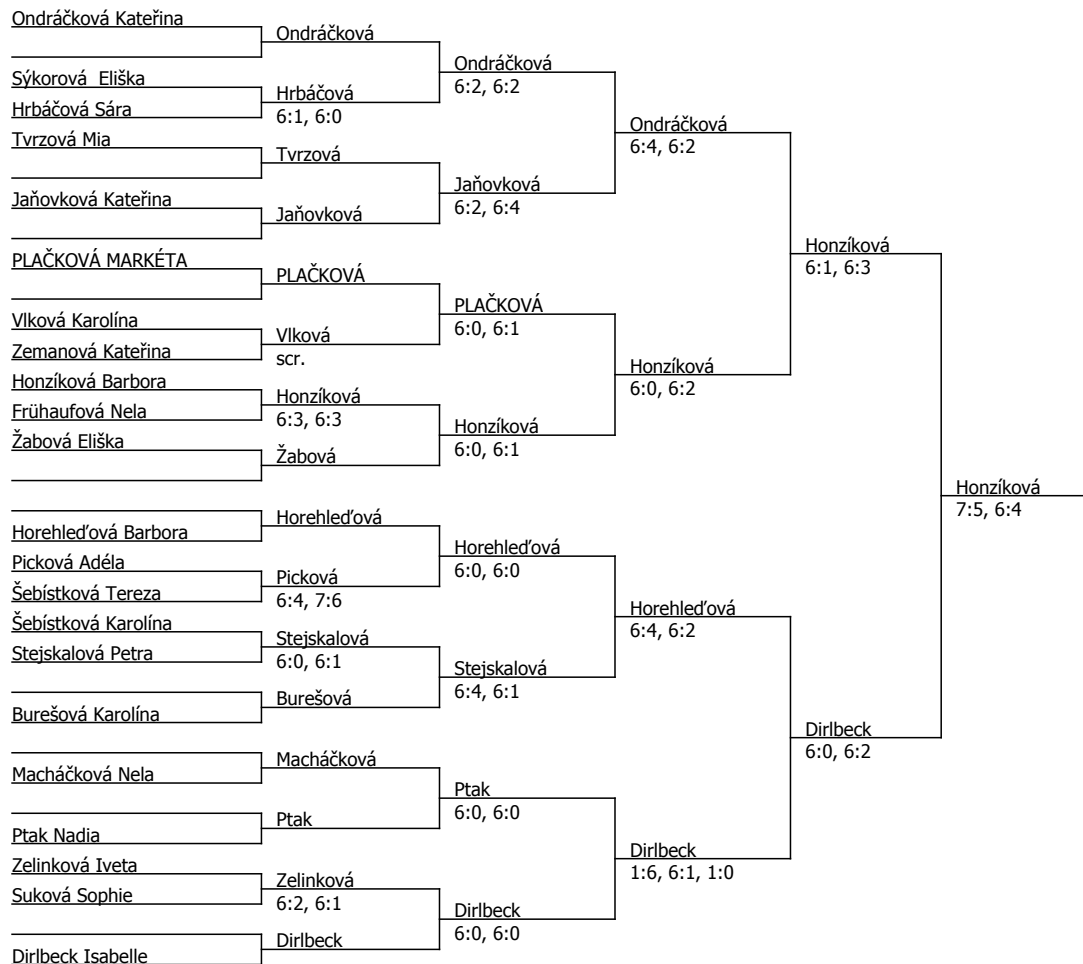 Ondráčková Kateřina
Ondráčková
Ondráčková
6:2, 6:2
Sýkorová  Eliška
Hrbáčová
6:1, 6:0
Hrbáčová Sára
Ondráčková
6:4, 6:2
Tvrzová Mia
Tvrzová
Jaňovková
6:2, 6:4
Jaňovková Kateřina
Jaňovková
Honzíková
6:1, 6:3
PLAČKOVÁ MARKÉTA
PLAČKOVÁ
PLAČKOVÁ
6:0, 6:1
Vlková Karolína
Vlková
scr.
Zemanová Kateřina
Honzíková
6:0, 6:2
Honzíková Barbora
Honzíková
6:3, 6:3
Frühaufová Nela
Honzíková
6:0, 6:1
Žabová Eliška
Žabová
Honzíková
7:5, 6:4
Horehleďová
Horehleďová Barbora
Horehleďová
6:0, 6:0
Picková Adéla
Picková
6:4, 7:6
Šebístková Tereza
Horehleďová
6:4, 6:2
Šebístková Karolína
Stejskalová
6:0, 6:1
Stejskalová Petra
Stejskalová
6:4, 6:1
Burešová
Burešová Karolína
Dirlbeck
6:0, 6:2
Macháčková
Macháčková Nela
Ptak
6:0, 6:0
Ptak
Ptak Nadia
Dirlbeck
1:6, 6:1, 1:0
Zelinková Iveta
Zelinková
6:2, 6:1
Suková Sophie
Dirlbeck
6:0, 6:0
Dirlbeck
Dirlbeck Isabelle